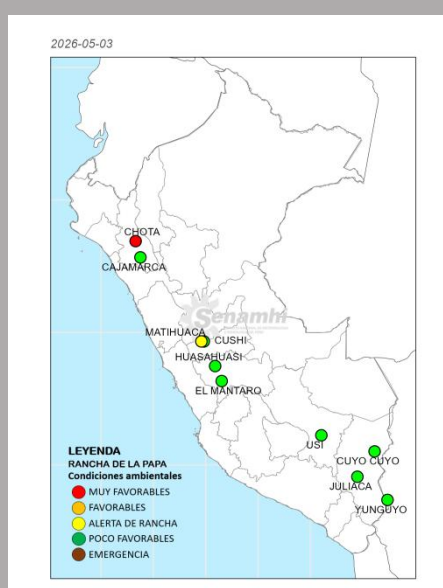 2026-05-03
CHOTA
CAJAMARCA
Senamhi
MATIHUACA
CUSHI
HUASAHUASI
EL MANTARO
USI
CUYO CUYO
JULIACA
YUNGUYO
LEYENDA
RANCHA DE LA PAPA
Condiciones ambientales
MUY FAVORABLES
FAVORABLES
ALERTA DE RANCHA
POCO FAVORABLES
EMERGENCIA